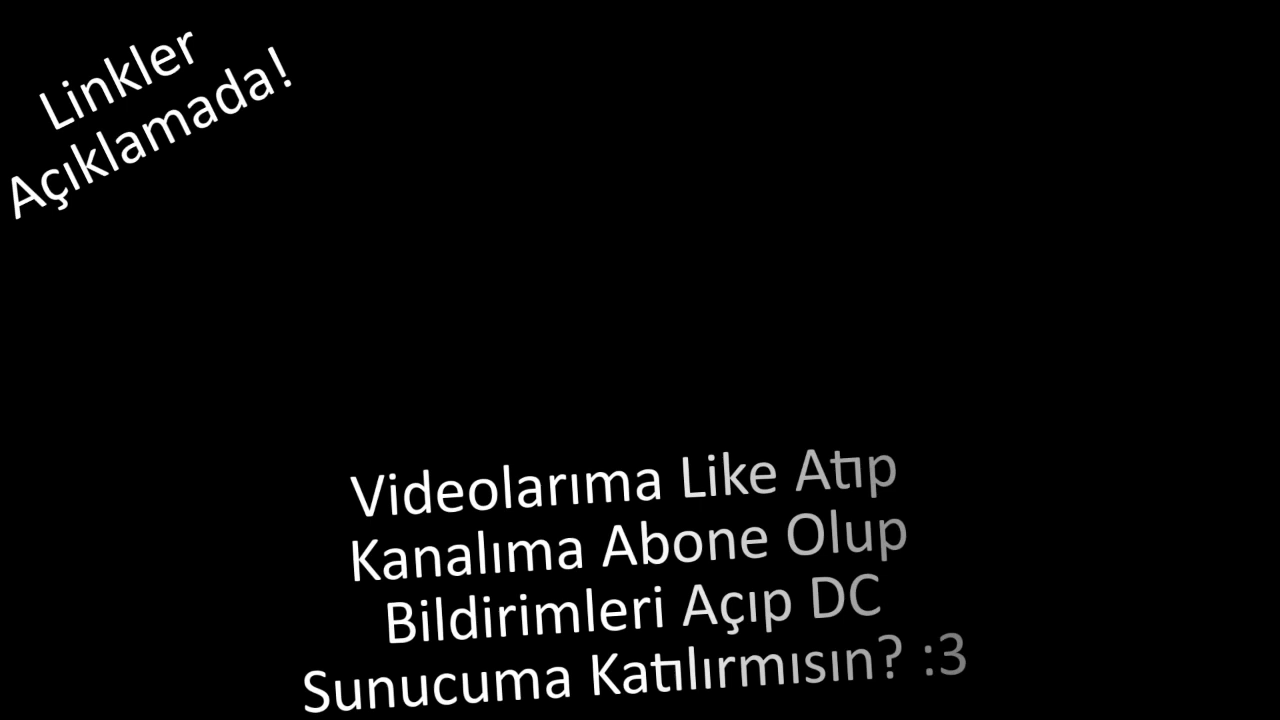 Linkler
Açıklamada!
Videolarıma Like Atıp
Kanalıma Abone Olup
Bildirimleri Açıp DC
Sunucuma Katılırmısın? :3